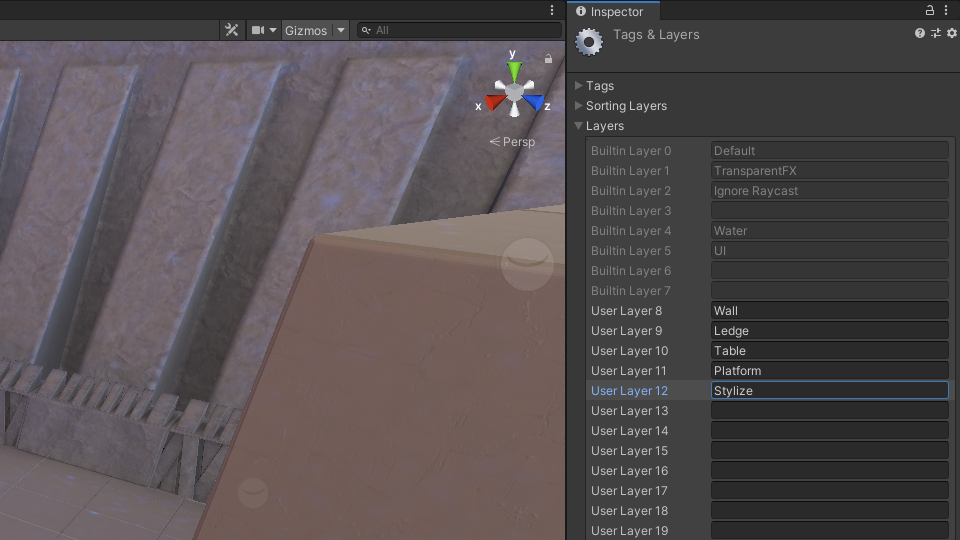 Inspector
Gizmos
All
Tags & Layers
y
x
z
Persp
Tags
Sorting Layers
Layers
Builtin Layer 0 Default
Builtin Layer 1 TransparentFX
Builtin Layer 2 Ignore Raycast
Builtin Layer 3
Builtin Layer 4 Water
Builtin Layer 5 UI
Builtin Layer 6
Builtin Layer 7
User Layer 8 Wall
User Layer 9 Ledge
User Layer 10 Table
User Layer 11 Platform
User Layer 12 Stylize
User Layer 13
User Layer 14
User Layer 15
User Layer 16
User Layer 17
User Layer 18
User Layer 19